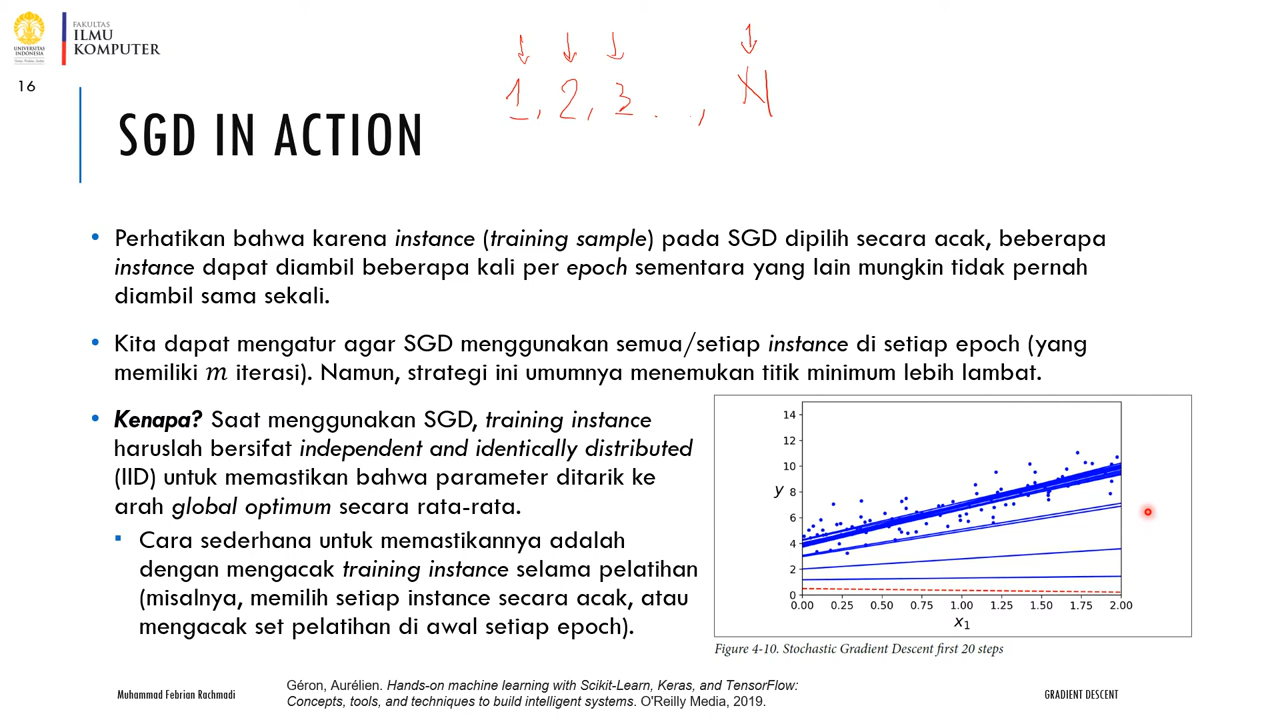 FAKULTAS
ILMU
KOMPUTER
UNIVERSITAS
INDONESIA
16
1, 2, 3 . . , N
SGD IN ACTION
• Perhatikan bahwa karena instance (training sample) pada SGD dipilih secara acak, beberapa
instance dapat diambil beberapa kali per epoch sementara yang lain mungkin tidak pernah
diambil sama sekali.
• Kita dapat mengatur agar SGD menggunakan semua/setiap instance di setiap epoch (yang
memiliki m iterasi). Namun, strategi ini umumnya menemukan titik minimum lebih lambat.
• Kenapa? Saat menggunakan SGD, training instance
haruslah bersifat independent and identically distributed
(IID) untuk memastikan bahwa parameter ditarik ke
arah global optimum secara rata-rata.
▪ Cara sederhana untuk memastikannya adalah
dengan mengacak training instance selama pelatihan
(misalnya, memilih setiap instance secara acak, atau
mengacak set pelatihan di awal setiap epoch).
14
12
10
y 8
6
4
2
0
0.00 0.25 0.50 0.75 1.00 1.25 1.50 1.75 2.00
x1
Figure 4-10. Stochastic Gradient Descent first 20 steps
Muhammad Febrian Rachmadi
Géron, Aurélien. Hands-on machine learning with Scikit-Learn, Keras, and TensorFlow:
Concepts, tools, and techniques to build intelligent systems. O'Reilly Media, 2019.
GRADIENT DESCENT